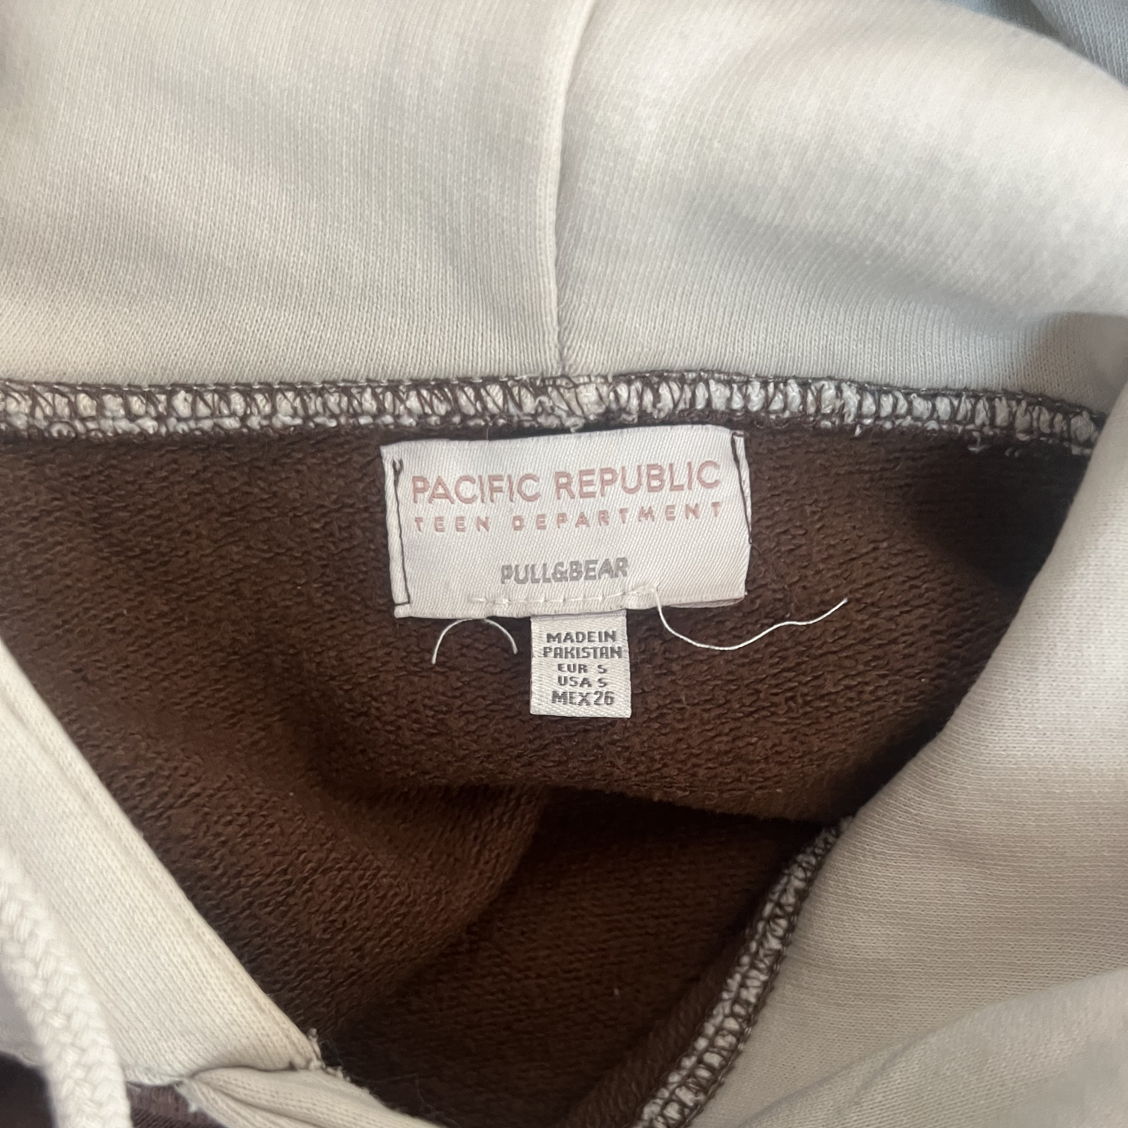 PACIFIC REPUBLIC
TEEN DEPARTMENT
PULL&BEAR
MADE IN
PAKISTAN
EUR S
USA S
MEX 26